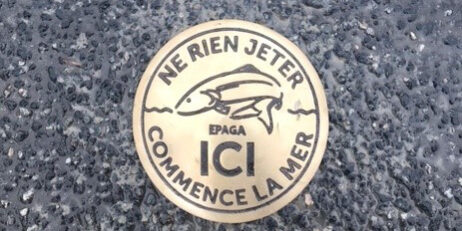 NE RIEN JETER
EPAGA
ICI
COMMENCE LA MER